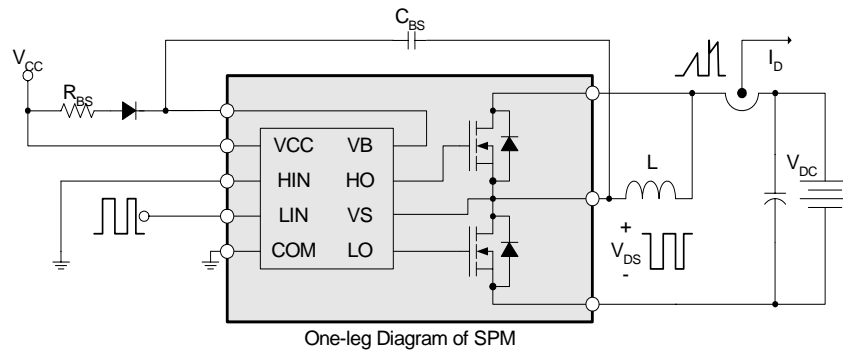 C_BS
V_CC
R_BS
I_D
VCC VB
HIN HO
LIN VS
COM LO
L
V_DC
+
V_DS
-
One-leg Diagram of SPM